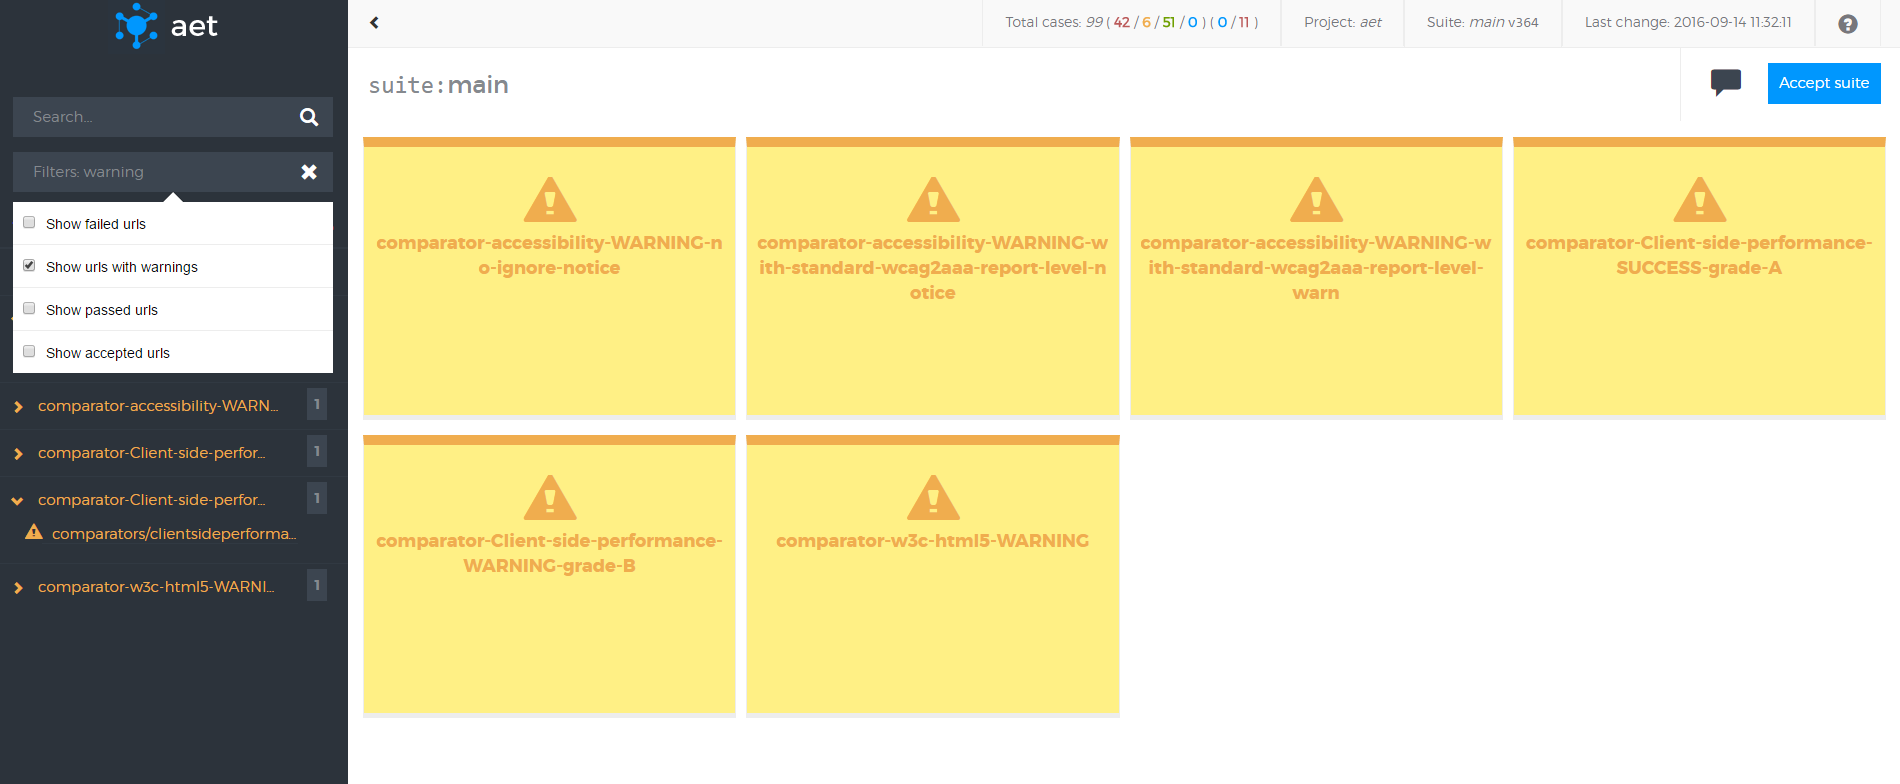 aet
Total cases: 99 ( 42 / 6 / 51 / 0 ) ( 0 / 11 )
Project: aet
Suite: main v364
Last change: 2016-09-14 11:32:11
?
suite:main
Accept suite
Search...
Filters: warning
Show failed urls
Show urls with warnings
Show passed urls
Show accepted urls
comparator-accessibility-WARN... 1
comparator-Client-side-perfor... 1
comparator-Client-side-perfor... 1
comparators/clientsideperforma...
comparator-w3c-html5-WARNI... 1
comparator-accessibility-WARNING-n
o-ignore-notice
comparator-accessibility-WARNING-w
ith-standard-wcag2aaa-report-level-n
otice
comparator-accessibility-WARNING-w
ith-standard-wcag2aaa-report-level-
warn
comparator-Client-side-performance-
SUCCESS-grade-A
comparator-Client-side-performance-
WARNING-grade-B
comparator-w3c-html5-WARNING